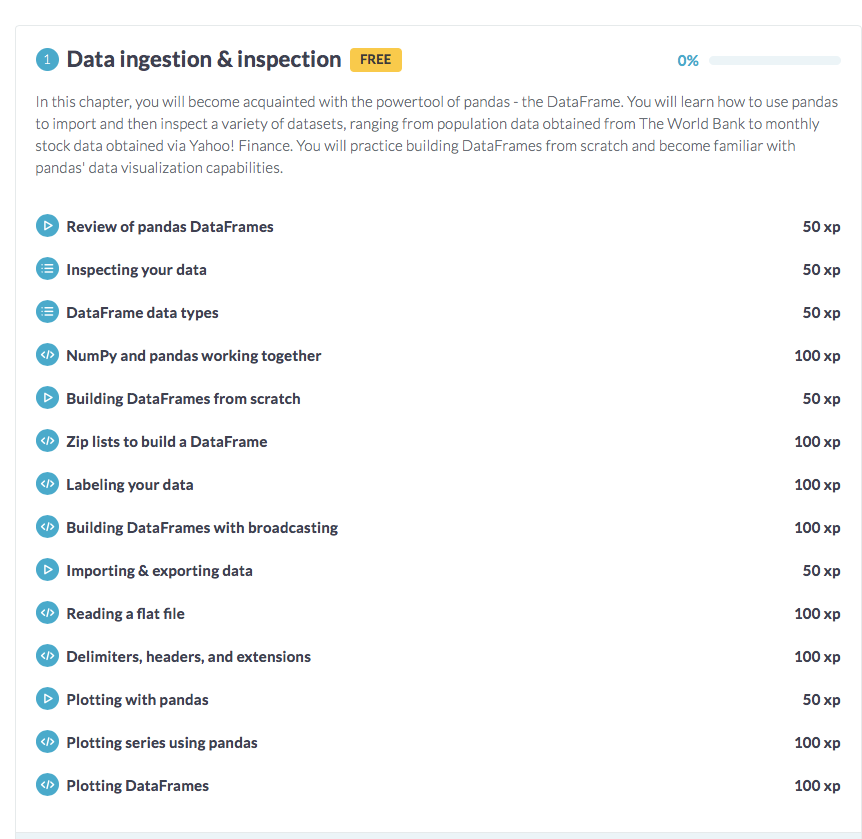 1 Data ingestion & inspection FREE 0%
In this chapter, you will become acquainted with the powertool of pandas - the DataFrame. You will learn how to use pandas
to import and then inspect a variety of datasets, ranging from population data obtained from The World Bank to monthly
stock data obtained via Yahoo! Finance. You will practice building DataFrames from scratch and become familiar with
pandas' data visualization capabilities.
Review of pandas DataFrames 50 xp
Inspecting your data 50 xp
DataFrame data types 50 xp
NumPy and pandas working together 100 xp
Building DataFrames from scratch 50 xp
Zip lists to build a DataFrame 100 xp
Labeling your data 100 xp
Building DataFrames with broadcasting 100 xp
Importing & exporting data 50 xp
Reading a flat file 100 xp
Delimiters, headers, and extensions 100 xp
Plotting with pandas 50 xp
Plotting series using pandas 100 xp
Plotting DataFrames 100 xp